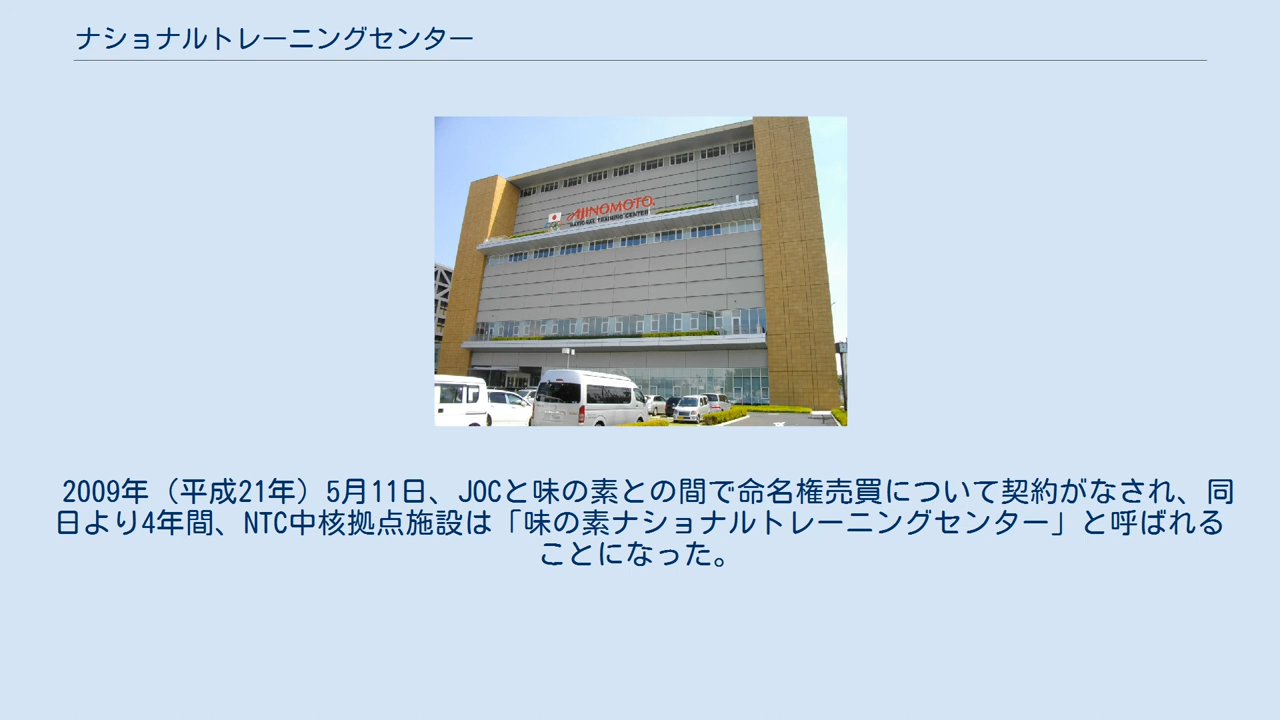 ナショナルトレーニングセンター
AJINOMOTO
NATIONAL TRAINING CENTER
2009年（平成21年）5月11日、JOCと味の素との間で命名権売買について契約がなされ、同
日より4年間、NTC中核拠点施設は「味の素ナショナルトレーニングセンター」と呼ばれる
ことになった。